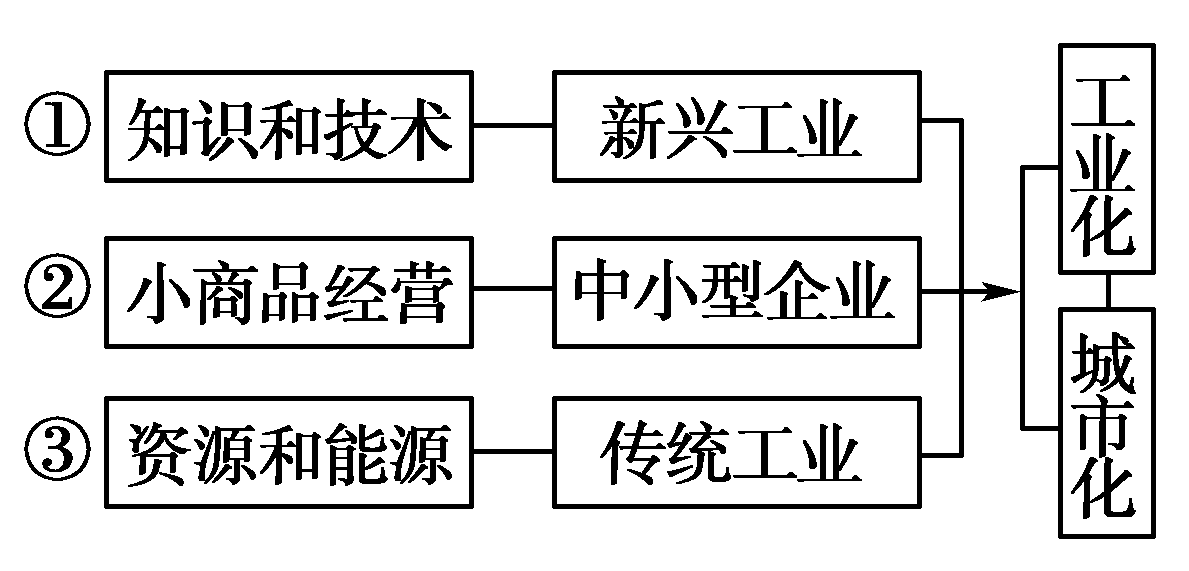 ① 知识和技术 新兴工业
② 小商品经营 中小型企业
③ 资源和能源 传统工业
工业化
城市化